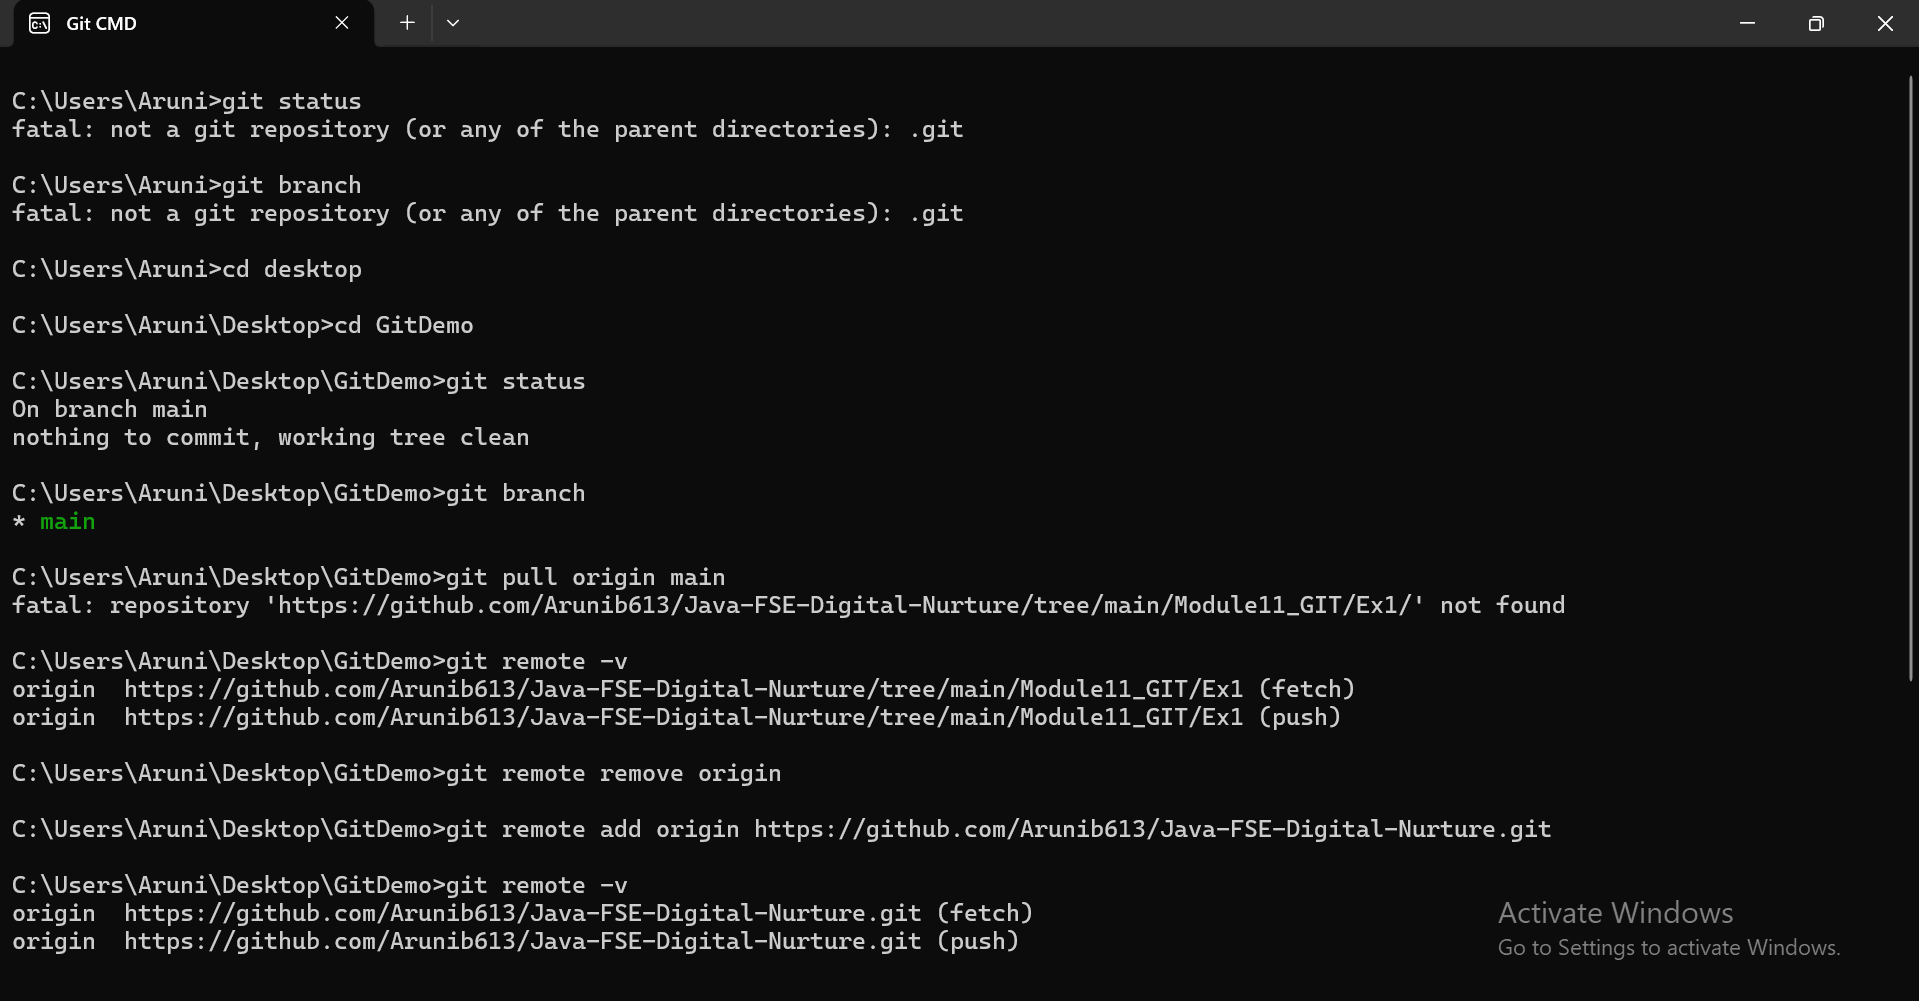 Git CMD
C:\Users\Aruni>git status
fatal: not a git repository (or any of the parent directories): .git
C:\Users\Aruni>git branch
fatal: not a git repository (or any of the parent directories): .git
C:\Users\Aruni>cd desktop
C:\Users\Aruni\Desktop>cd GitDemo
C:\Users\Aruni\Desktop\GitDemo>git status
On branch main
nothing to commit, working tree clean
C:\Users\Aruni\Desktop\GitDemo>git branch
* main
C:\Users\Aruni\Desktop\GitDemo>git pull origin main
fatal: repository 'https://github.com/Arunib613/Java-FSE-Digital-Nurture/tree/main/Module11_GIT/Ex1/' not found
C:\Users\Aruni\Desktop\GitDemo>git remote -v
origin  https://github.com/Arunib613/Java-FSE-Digital-Nurture/tree/main/Module11_GIT/Ex1 (fetch)
origin  https://github.com/Arunib613/Java-FSE-Digital-Nurture/tree/main/Module11_GIT/Ex1 (push)
C:\Users\Aruni\Desktop\GitDemo>git remote remove origin
C:\Users\Aruni\Desktop\GitDemo>git remote add origin https://github.com/Arunib613/Java-FSE-Digital-Nurture.git
C:\Users\Aruni\Desktop\GitDemo>git remote -v
origin  https://github.com/Arunib613/Java-FSE-Digital-Nurture.git (fetch)
origin  https://github.com/Arunib613/Java-FSE-Digital-Nurture.git (push)
Activate Windows
Go to Settings to activate Windows.